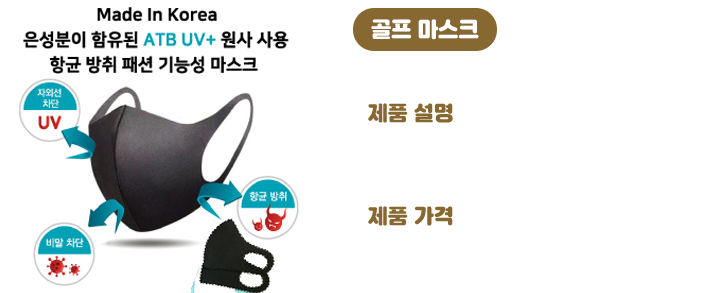 Made In Korea
은성분이 함유된 ATB UV+ 원사 사용
항균 방취 패션 기능성 마스크
자외선
차단
UV
항균 방취
비말 차단
골프 마스크
제품 설명
제품 가격